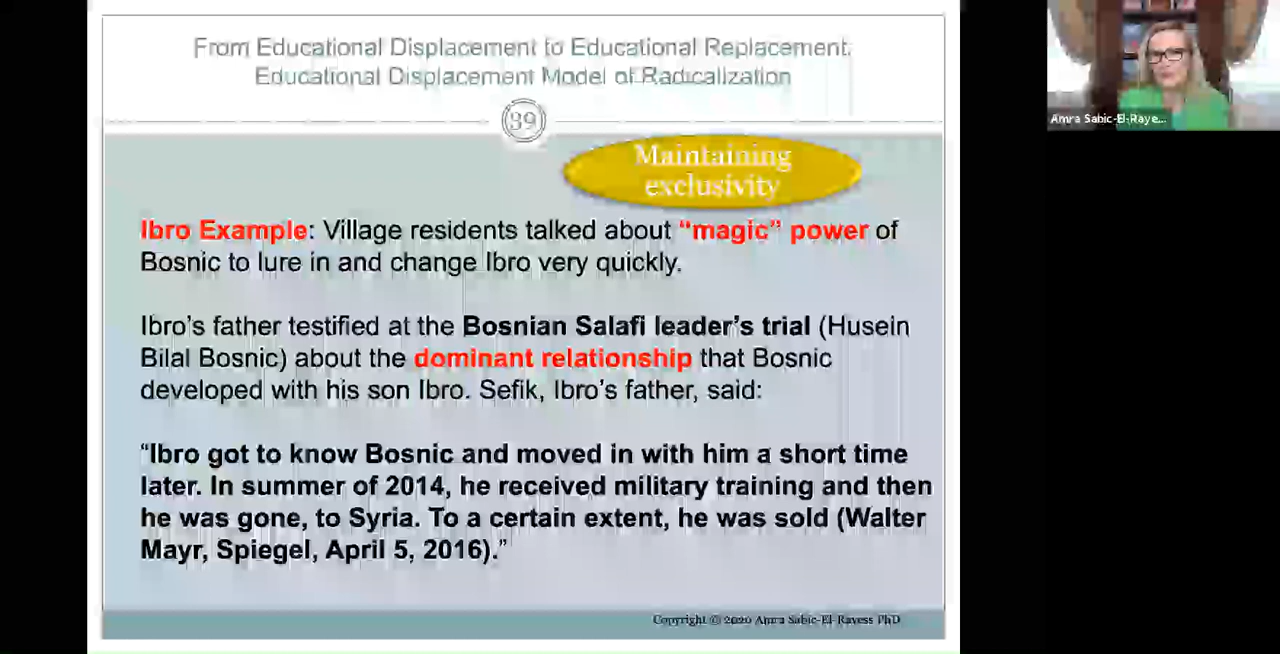 From Educational Displacement to Educational Replacement:
Educational Displacement Model of Radicalization
39
Maintaining
exclusivity
Ibro Example: Village residents talked about “magic” power of
Bosnic to lure in and change Ibro very quickly.
Ibro’s father testified at the Bosnian Salafi leader’s trial (Husein
Bilal Bosnic) about the dominant relationship that Bosnic
developed with his son Ibro. Sefik, Ibro’s father, said:
“Ibro got to know Bosnic and moved in with him a short time
later. In summer of 2014, he received military training and then
he was gone, to Syria. To a certain extent, he was sold (Walter
Mayr, Spiegel, April 5, 2016).”
Copyright © 2020 Amra Sabic-El-Rayess PhD
Amra Sabic-El-Raye...